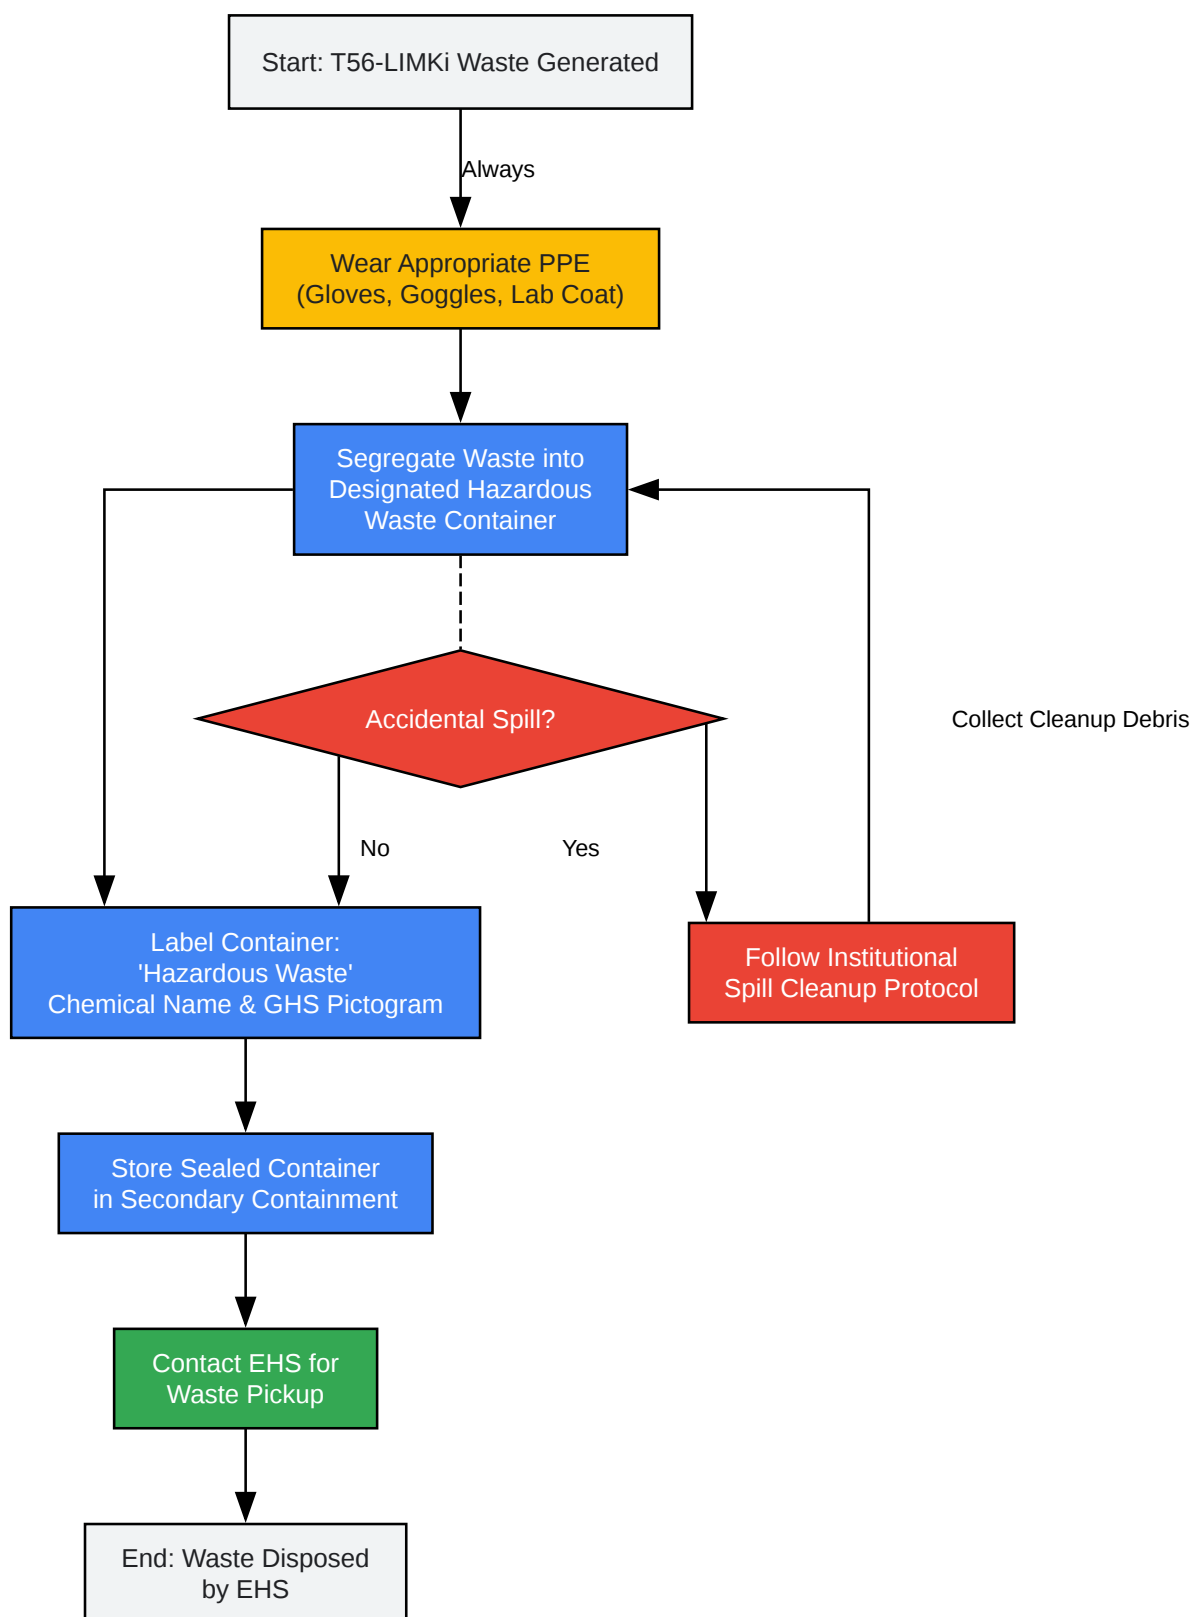 Start: T56-LIMKi Waste Generated
Always
Wear Appropriate PPE
(Gloves, Goggles, Lab Coat)
Segregate Waste into
Designated Hazardous
Waste Container
Accidental Spill?
Collect Cleanup Debris
No
Yes
Label Container:
'Hazardous Waste'
Chemical Name & GHS Pictogram
Follow Institutional
Spill Cleanup Protocol
Store Sealed Container
in Secondary Containment
Contact EHS for
Waste Pickup
End: Waste Disposed
by EHS